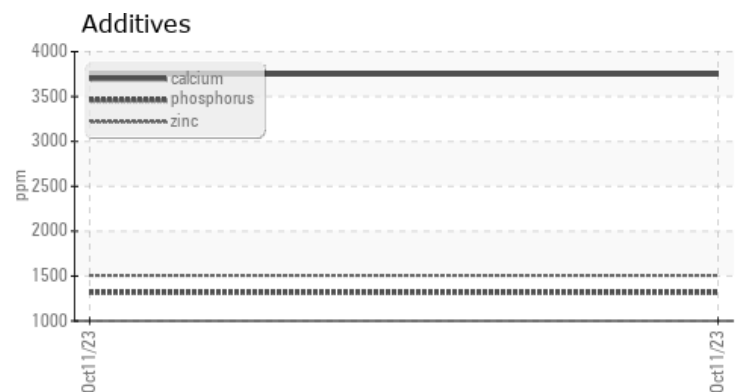 Additives
4000
3500
3000
2500
2000
1500
1000
ppm
calcium
phosphorus
zinc
Oct11/23
Oct11/23